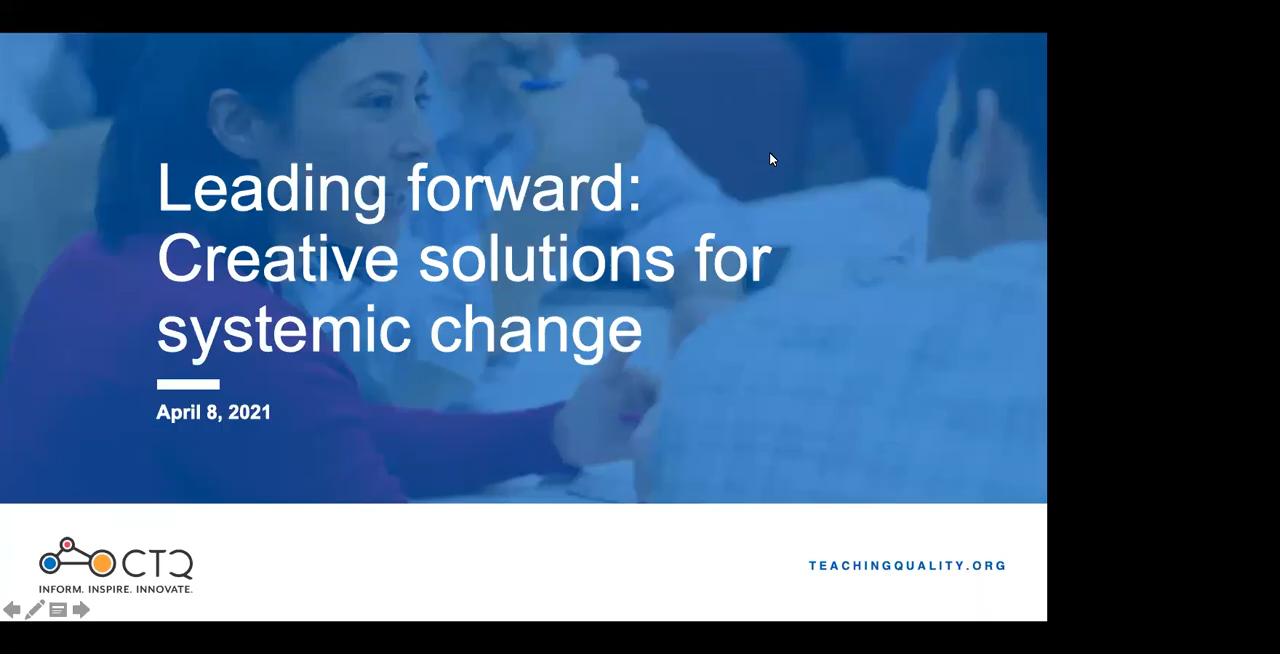 Leading forward:
Creative solutions for
systemic change
April 8, 2021
CTQ
INFORM. INSPIRE. INNOVATE.
TEACHINGQUALITY.ORG